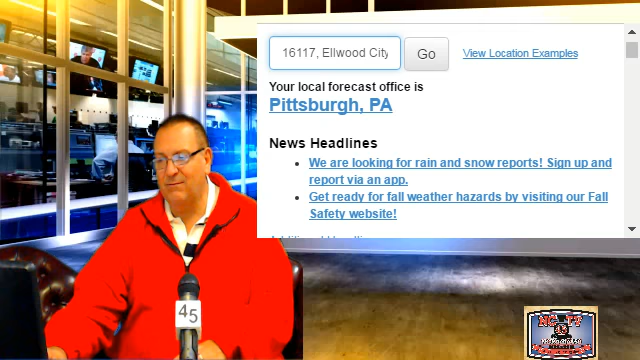 16117, Ellwood City
Go
View Location Examples
Your local forecast office is
Pittsburgh, PA
News Headlines
We are looking for rain and snow reports! Sign up and
report via an app.
Get ready for fall weather hazards by visiting our Fall
Safety website!
45